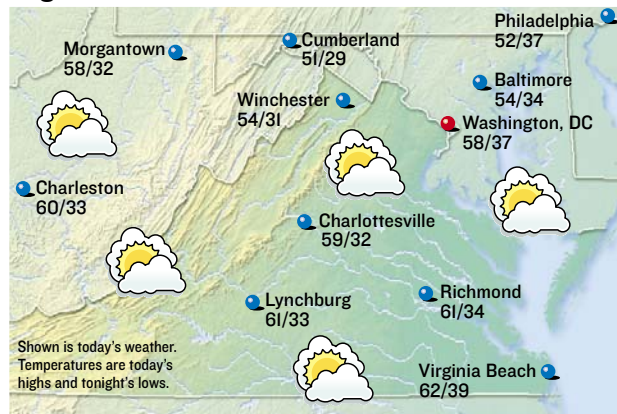 Philadelphia
52/37
Morgantown
58/32
Cumberland
51/29
Baltimore
54/34
Winchester
54/31
Washington, DC
58/37
Charleston
60/33
Charlottesville
59/32
Lynchburg
61/33
Richmond
61/34
Shown is today's weather.
Temperatures are today's
highs and tonight's lows.
Virginia Beach
62/39